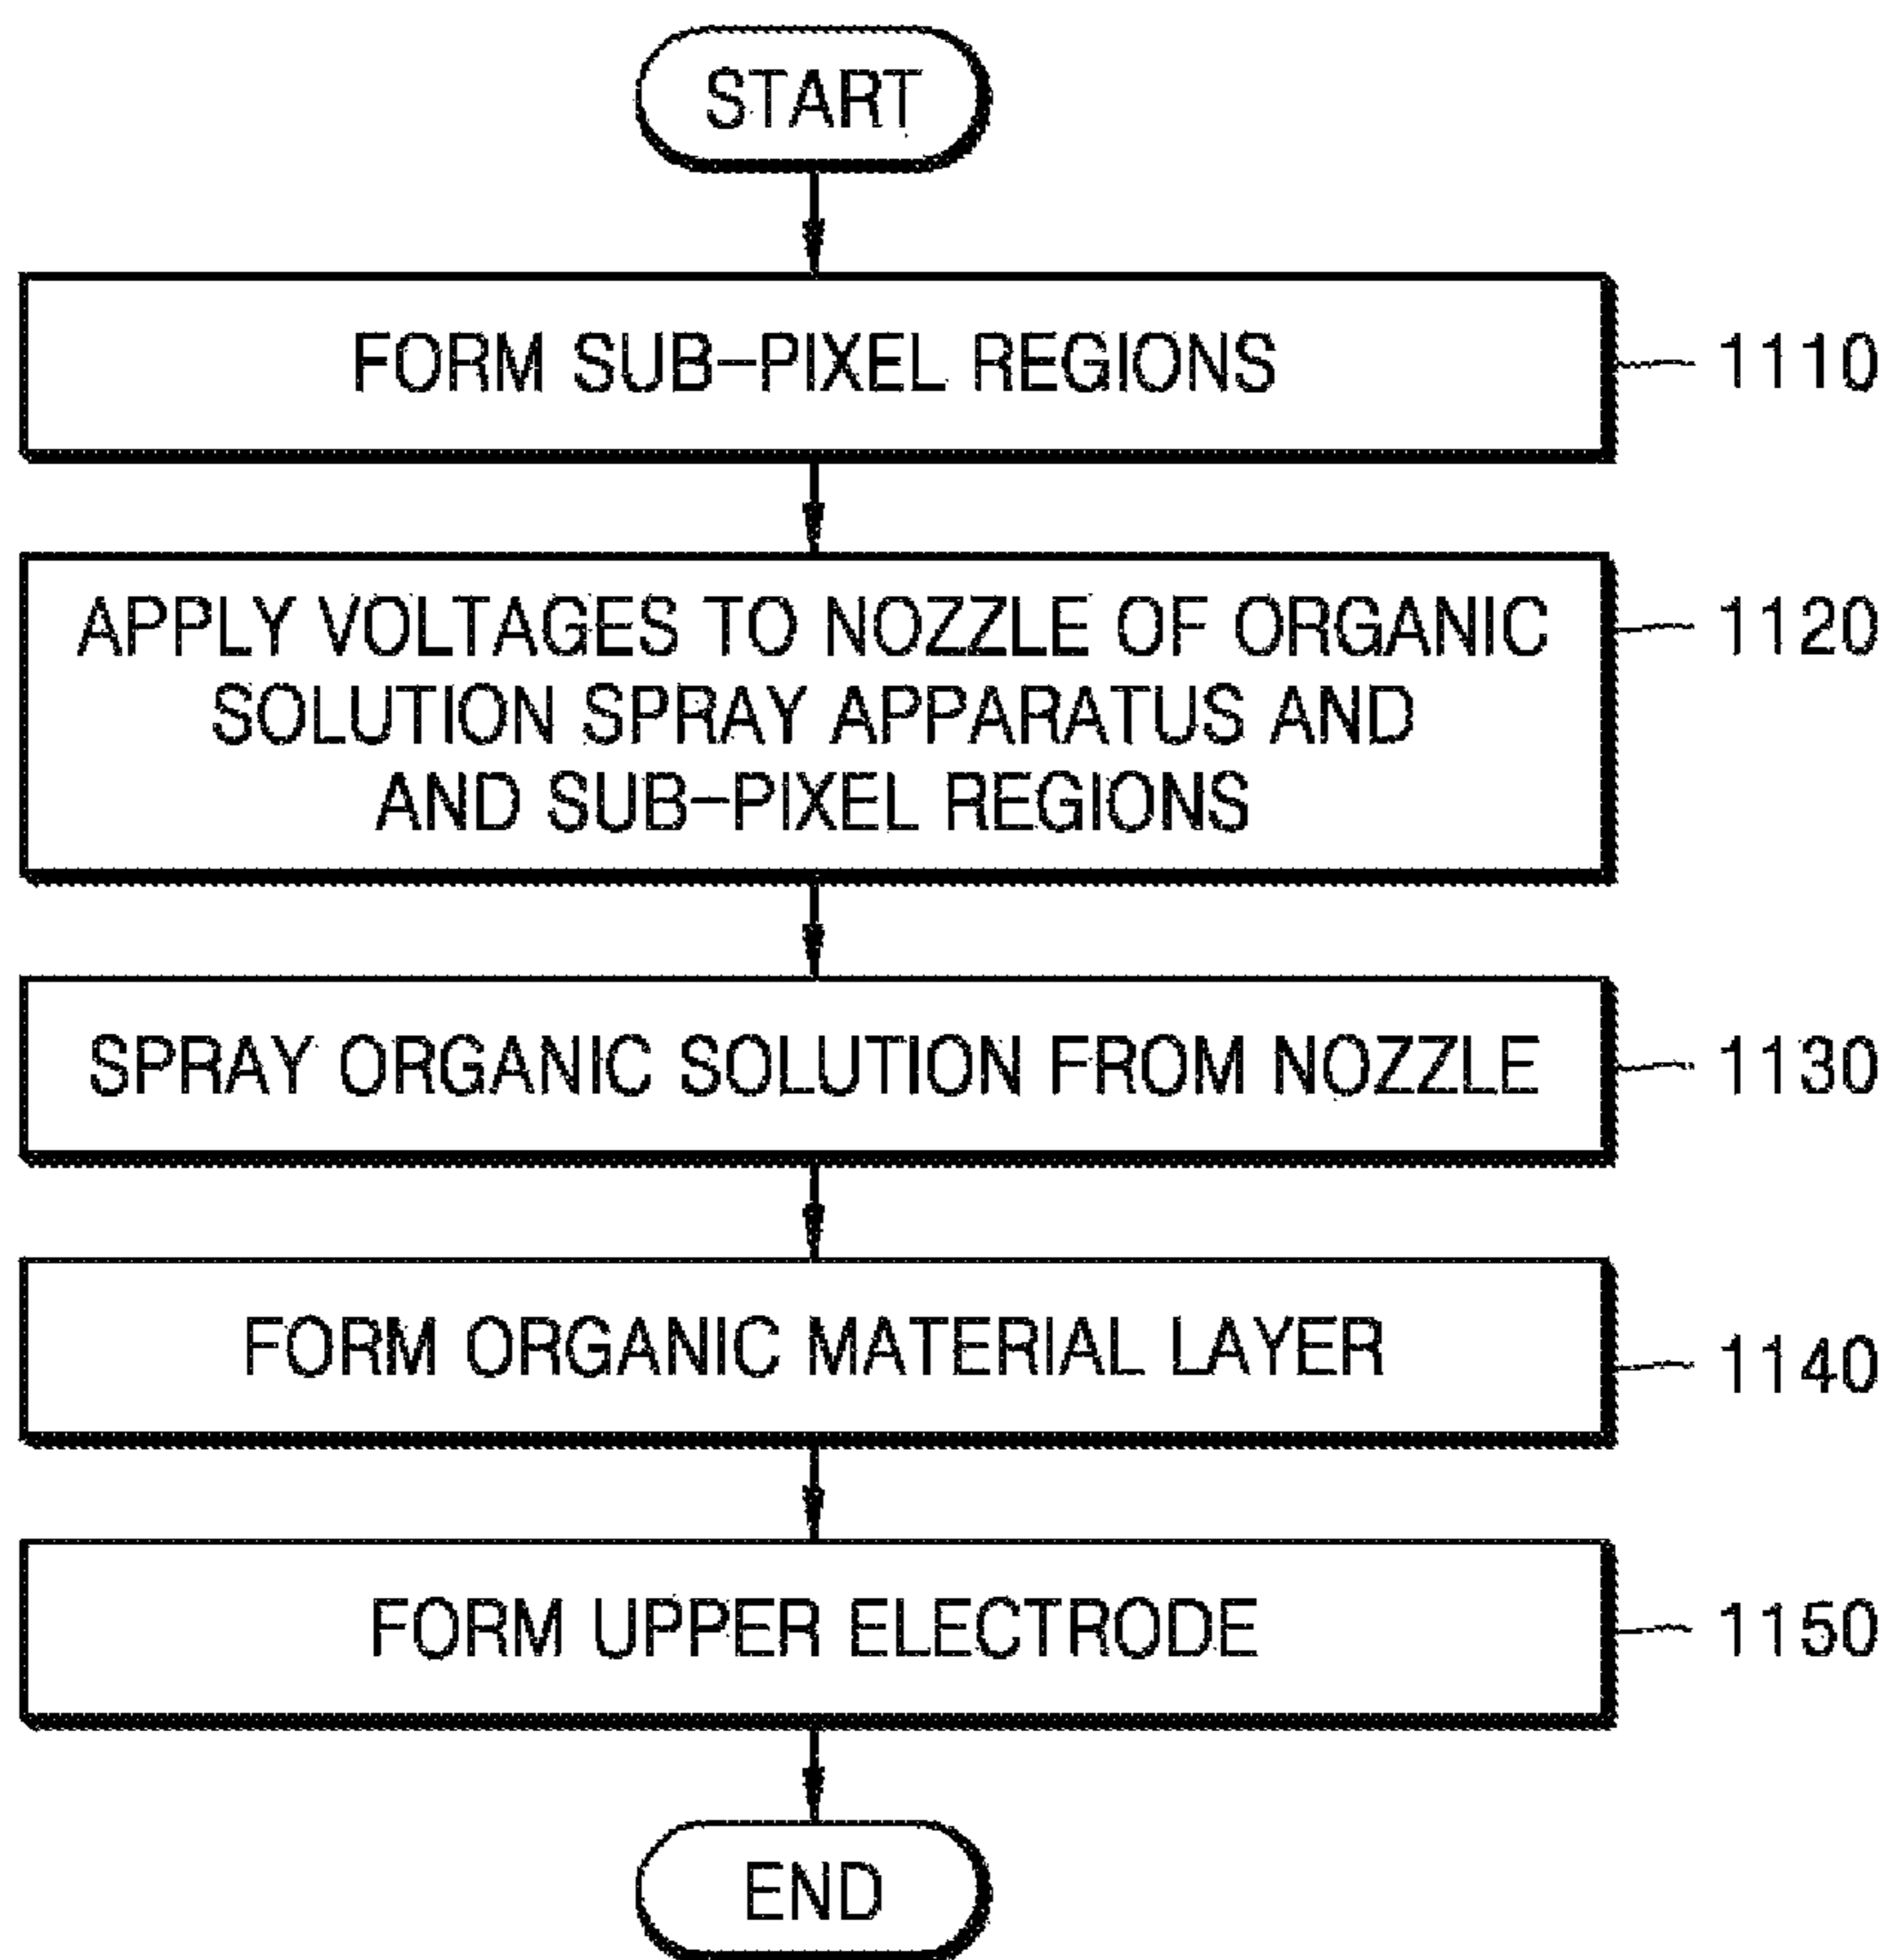 START
FORM SUB-PIXEL REGIONS
1110
APPLY VOLTAGES TO NOZZLE OF ORGANIC
SOLUTION SPRAY APPARATUS AND
AND SUB-PIXEL REGIONS
1120
SPRAY ORGANIC SOLUTION FROM NOZZLE
1130
FORM ORGANIC MATERIAL LAYER
1140
FORM UPPER ELECTRODE
1150
END